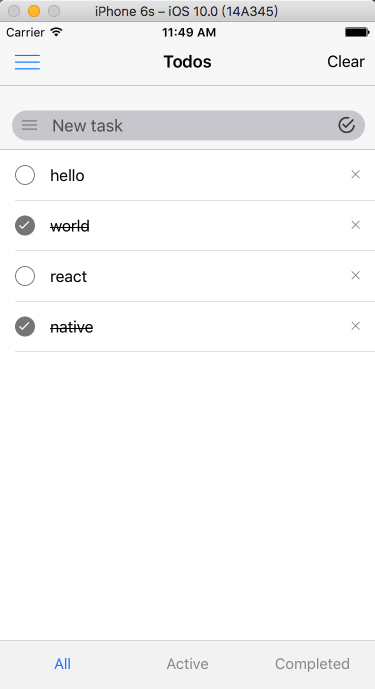 iPhone 6s – iOS 10.0 (14A345)
Carrier 11:49 AM
Todos Clear
New task
hello
world
react
native
All Active Completed